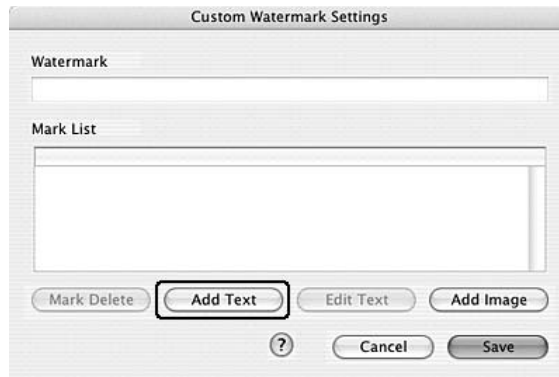 Custom Watermark Settings
Watermark
Mark List
Mark Delete Add Text Edit Text Add Image
? Cancel Save